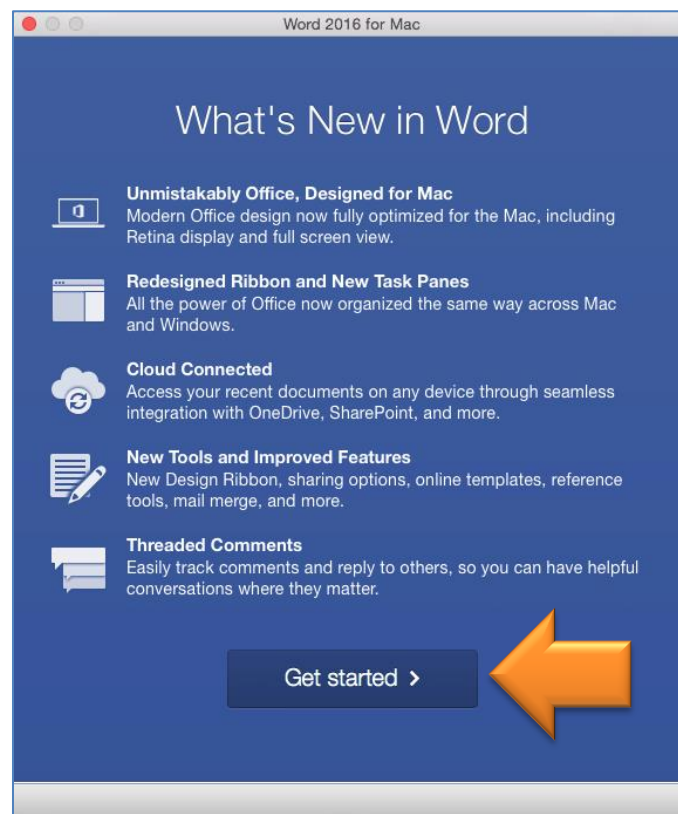 Word 2016 for Mac
What's New in Word
Unmistakably Office, Designed for Mac
Modern Office design now fully optimized for the Mac, including
Retina display and full screen view.
Redesigned Ribbon and New Task Panes
All the power of Office now organized the same way across Mac
and Windows.
Cloud Connected
Access your recent documents on any device through seamless
integration with OneDrive, SharePoint, and more.
New Tools and Improved Features
New Design Ribbon, sharing options, online templates, reference
tools, mail merge, and more.
Threaded Comments
Easily track comments and reply to others, so you can have helpful
conversations where they matter.
Get started >